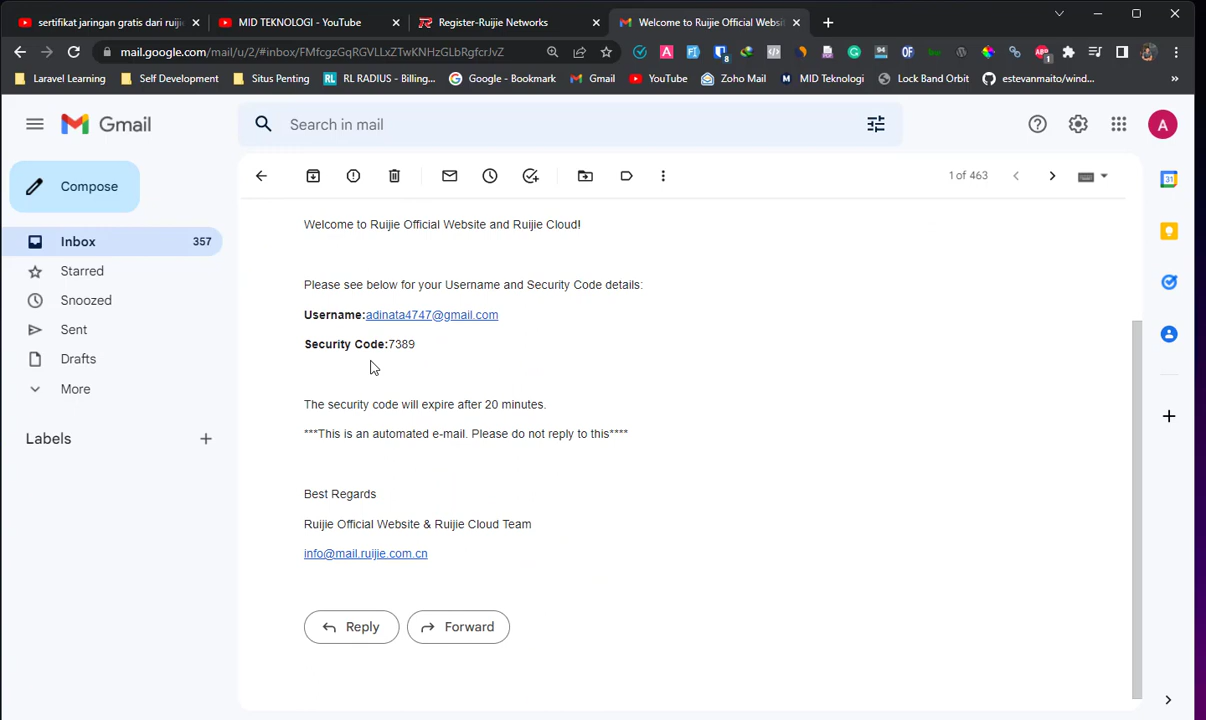 sertifikat jaringan gratis dari ruiji
MID TEKNOLOGI - YouTube
Register-Ruijie Networks
Welcome to Ruijie Official Websi
mail.google.com/mail/u/2/#inbox/FMfcgzGqRGVLLxZTwKNHzGLbRgfcrJvZ
Laravel Learning
Self Development
Situs Penting
RL RADIUS - Billing...
Google - Bookmark
Gmail
YouTube
Zoho Mail
MID Teknologi
Lock Band Orbit
estevanmaito/wind...
»
Gmail
Search in mail
A
Compose
1 of 463
Inbox 357
Starred
Snoozed
Sent
Drafts
More
Labels
Welcome to Ruijie Official Website and Ruijie Cloud!
Please see below for your Username and Security Code details:
Username:adinata4747@gmail.com
Security Code:7389
The security code will expire after 20 minutes.
***This is an automated e-mail. Please do not reply to this****
Best Regards
Ruijie Official Website & Ruijie Cloud Team
info@mail.ruijie.com.cn
Reply
Forward